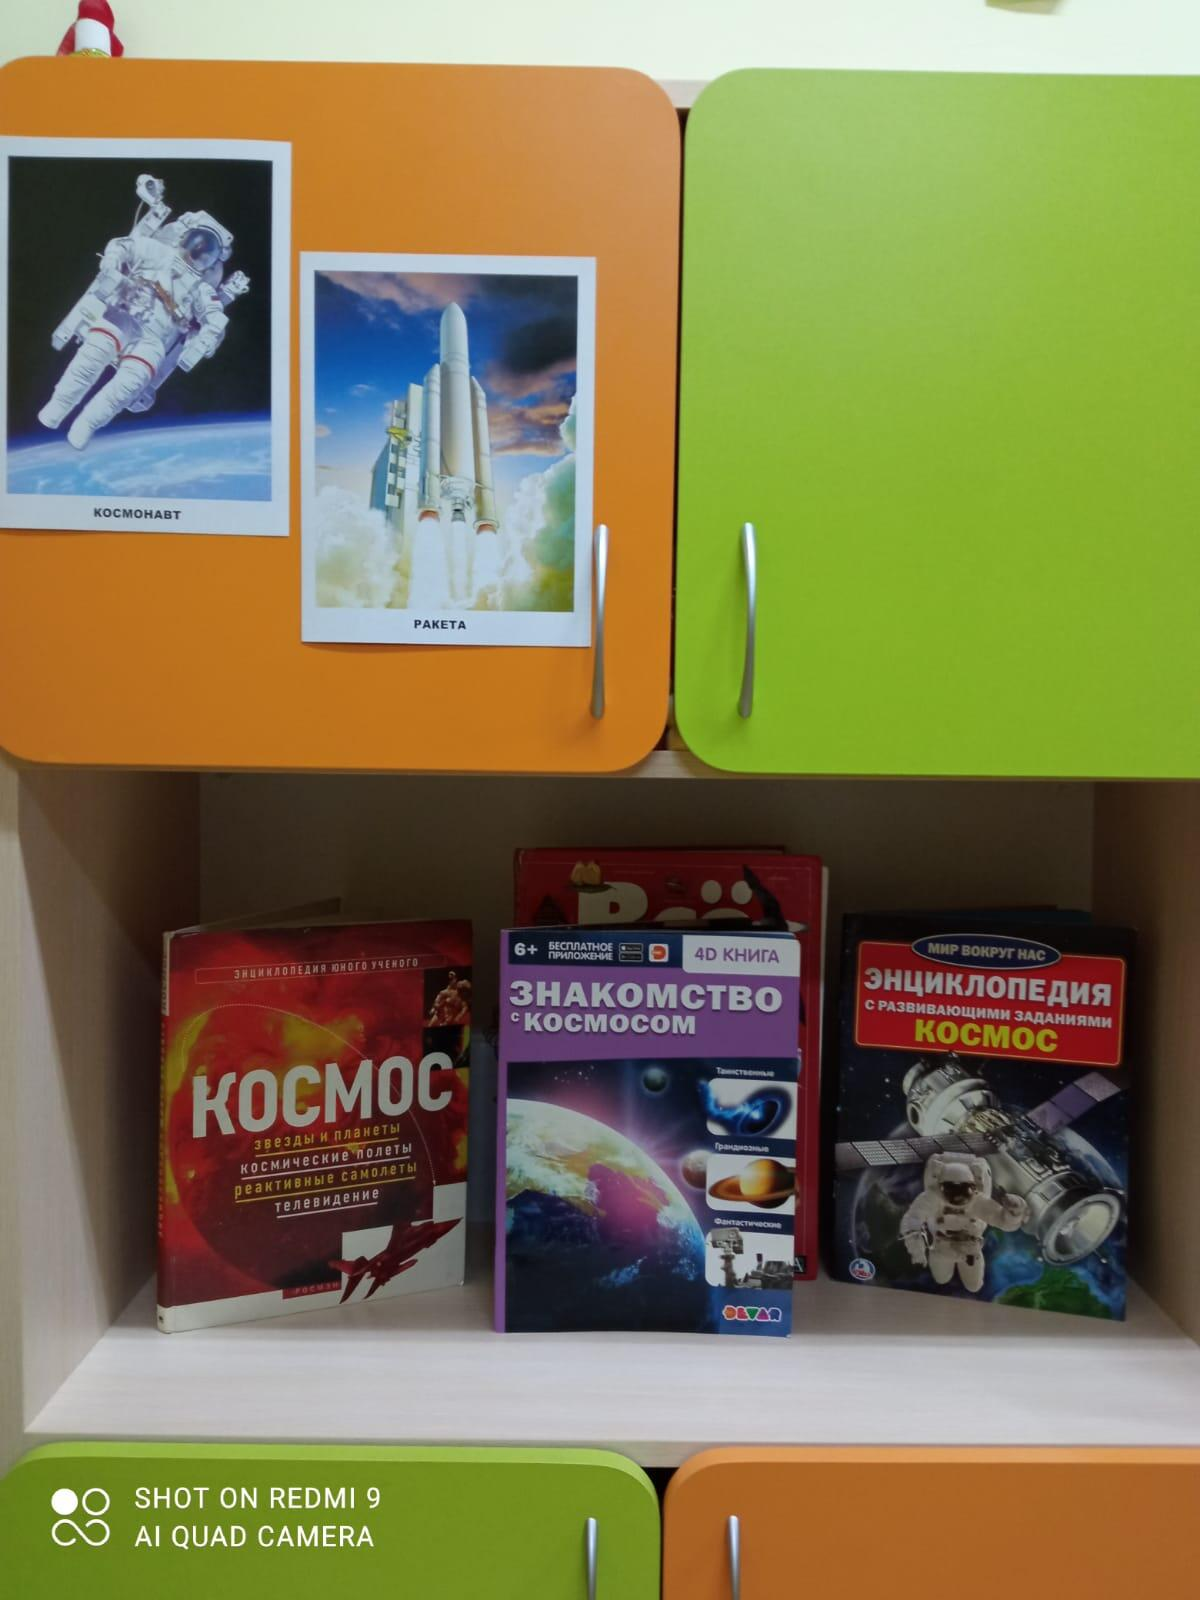 КОСМОНАВТ
РАКЕТА
ЭНЦИКЛОПЕДИЯ ЮНОГО УЧЕНОГО
КОСМОС
звезды и планеты
космические полеты
реактивные самолеты
телевидение
Всё
6+
БЕСПЛАТНОЕ
ПРИЛОЖЕНИЕ
4D КНИГА
ЗНАКОМСТВО
С КОСМОСОМ
Таинственные
Грандиозные
Фантастические
DEVAR
МИР ВОКРУГ НАС
ЭНЦИКЛОПЕДИЯ
С РАЗВИВАЮЩИМИ ЗАДАНИЯМИ
КОСМОС
SHOT ON REDMI 9
AI QUAD CAMERA